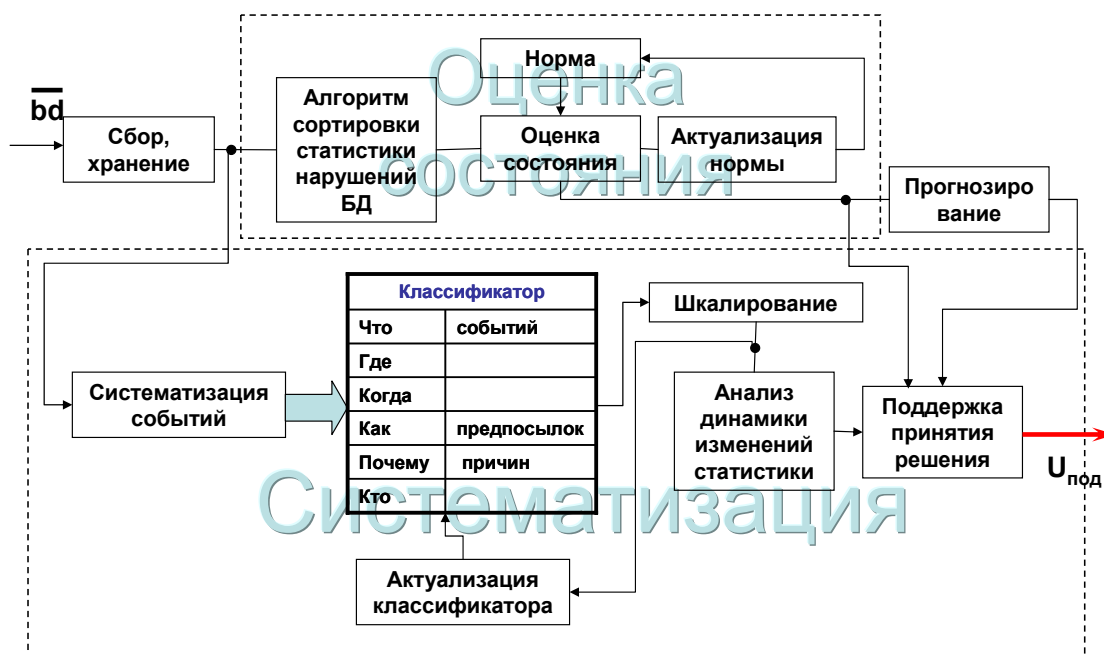 bd
Сбор,
хранение
Алгоритм
сортировки
статистики
нарушений
БД
Норма
Оценка
состояния
Актуализация
нормы
Оценка
состояния
Прогнозиро
вание
Систематизация
событий
Классификатор
Что событий
Где
Когда
Как предпосылок
Почему причин
Кто
Шкалирование
Анализ
динамики
изменений
статистики
Поддержка
принятия
решения
Uпод
Систематизация
Актуализация
классификатора